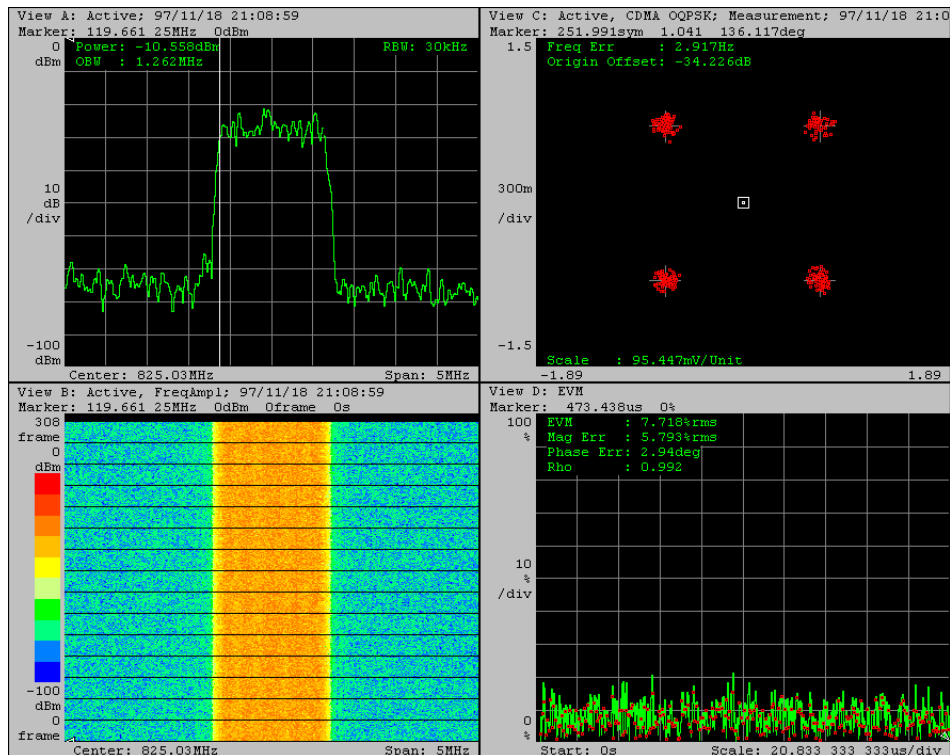 View A: Active; 97/11/18 21:08:59
Marker: 119.661 25MHz 0dBm
0
dBm
Power: -10.558dBm
RBW: 30kHz
OBW : 1.262MHz
10
dB
/div
-100
dBm
Center: 825.03MHz
Span: 5MHz
View C: Active, CDMA OQPSK; Measurement; 97/11/18 21:0
Marker: 251.991sym 1.041 136.117deg
1.5
Freq Err : 2.917Hz
Origin Offset: -34.226dB
300m
/div
-1.5
Scale : 95.447mV/Unit
-1.89
1.89
View B: Active, FreqAmpl; 97/11/18 21:08:59
Marker: 119.661 25MHz 0dBm 0frame 0s
308
frame
0
dBm
-100
dBm
0
frame
Center: 825.03MHz
Span: 5MHz
View D: EVM
Marker: 473.438us 0%
100
%
EVM : 7.718%rms
Mag Err : 5.793%rms
Phase Err: 2.94deg
Rho : 0.992
10
%
/div
0
%
Start: 0s
Scale: 20.833 333 333us/div